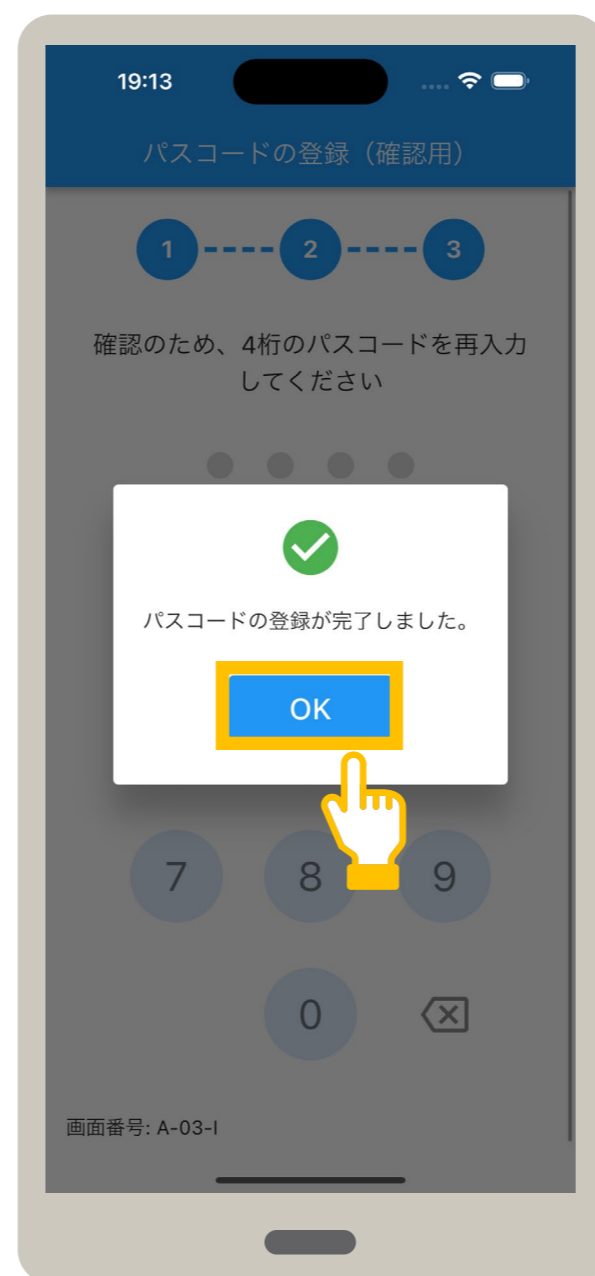 19:13
パスコードの登録（確認用）
1 2 3
確認のため、4桁のパスコードを再入力
してください
パスコードの登録が完了しました。
OK
7 8 9
0
画面番号: A-03-I